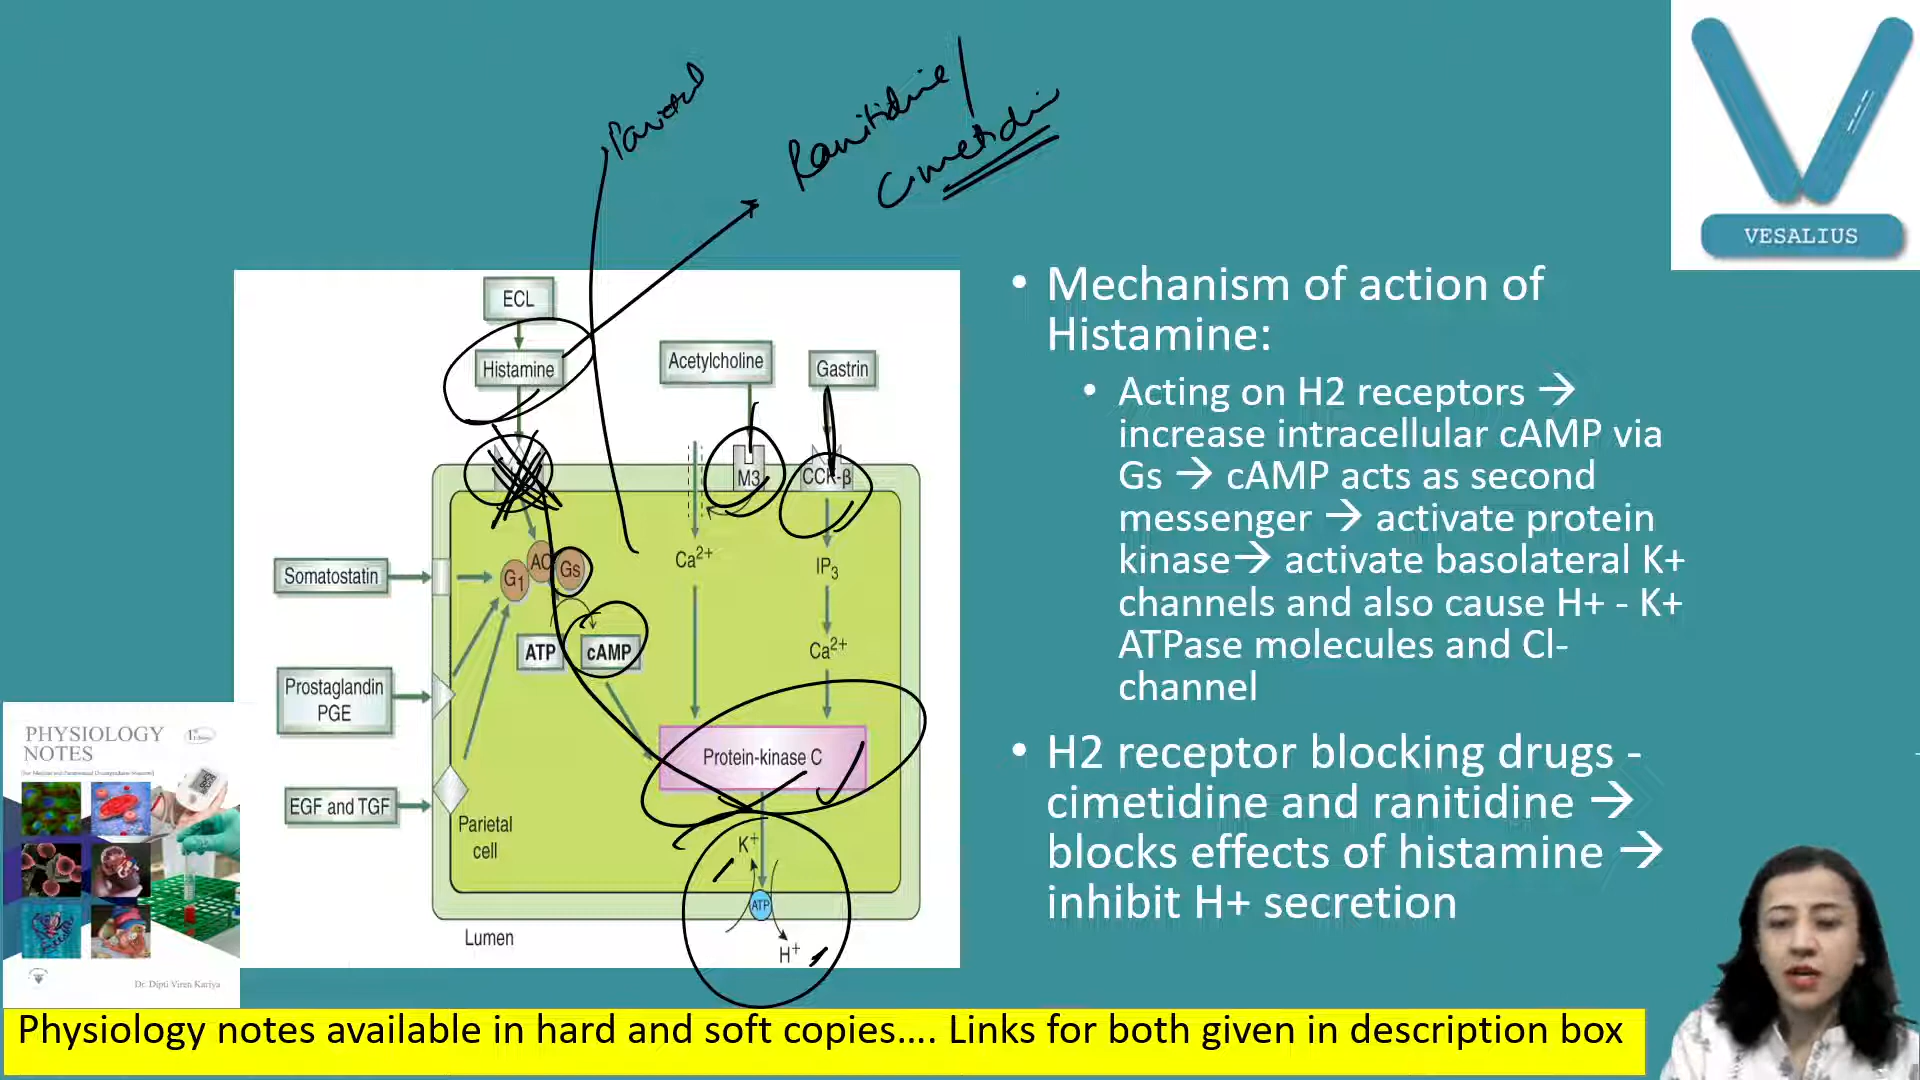 Parietal
Ranitidine/
Cimetidin
VESALIUS
ECL
Histamine
Acetylcholine
Gastrin
M3
CCK-β
Somatostatin
G1
AC
Gs
Ca2+
IP3
ATP
cAMP
Ca2+
Prostaglandin
PGE
Protein-kinase C
EGF and TGF
Parietal
cell
K+
ATP
H+
Lumen
• Mechanism of action of
Histamine:
• Acting on H2 receptors →
increase intracellular cAMP via
Gs → cAMP acts as second
messenger → activate protein
kinase→ activate basolateral K+
channels and also cause H+ - K+
ATPase molecules and Cl-
channel
• H2 receptor blocking drugs -
cimetidine and ranitidine →
blocks effects of histamine →
inhibit H+ secretion
PHYSIOLOGY
NOTES
Dr. Dipti Viren Kariya
Physiology notes available in hard and soft copies.... Links for both given in description box